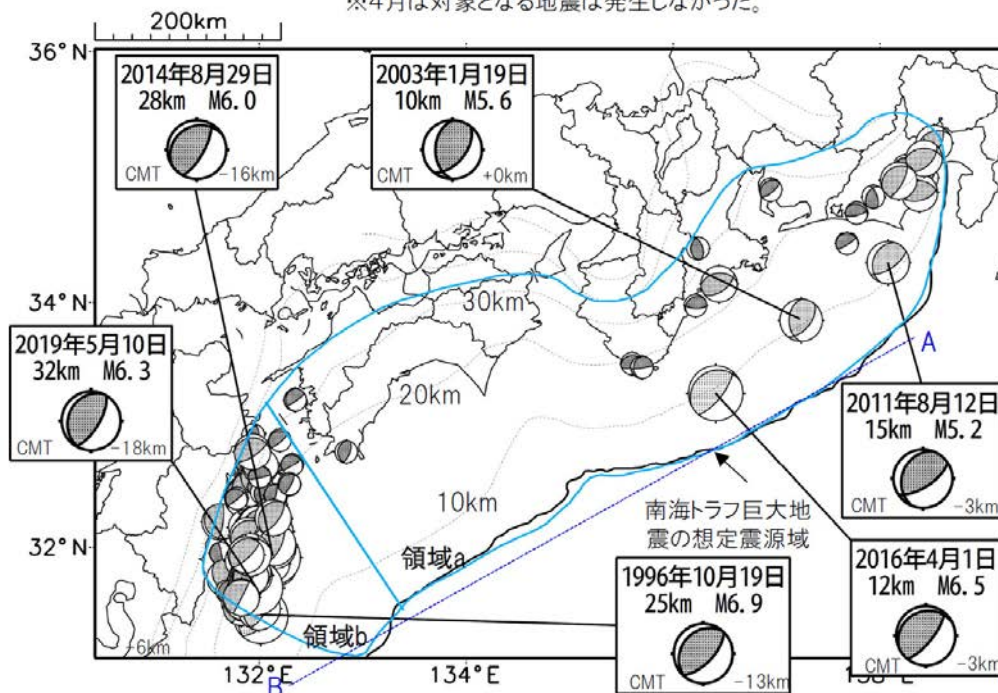 ※4月は対象となる地震は発生しなかった。
200km
36°N
2014年8月29日
28km M6.0
CMT
-16km
2003年1月19日
10km M5.6
CMT
+0km
34°N
30km
2019年5月10日
32km M6.3
CMT
-18km
20km
A
2011年8月12日
15km M5.2
CMT
-3km
10km
32°N
南海トラフ巨大地
震の想定震源域
領域a
2016年4月1日
12km M6.5
CMT
-3km
1996年10月19日
25km M6.9
CMT
-13km
領域b
-6km
B
132°E
134°E